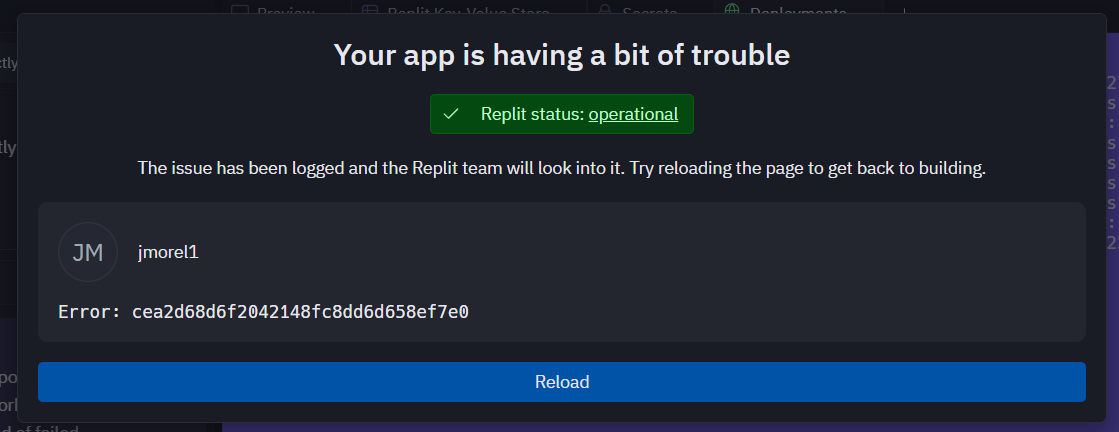 Preview Replit Key-Value Store Secrets Deployments
Your app is having a bit of trouble
Replit status: operational
The issue has been logged and the Replit team will look into it. Try reloading the page to get back to building.
JM
jmorel1
Error: cea2d68d6f2042148fc8dd6d658ef7e0
Reload
d of failed